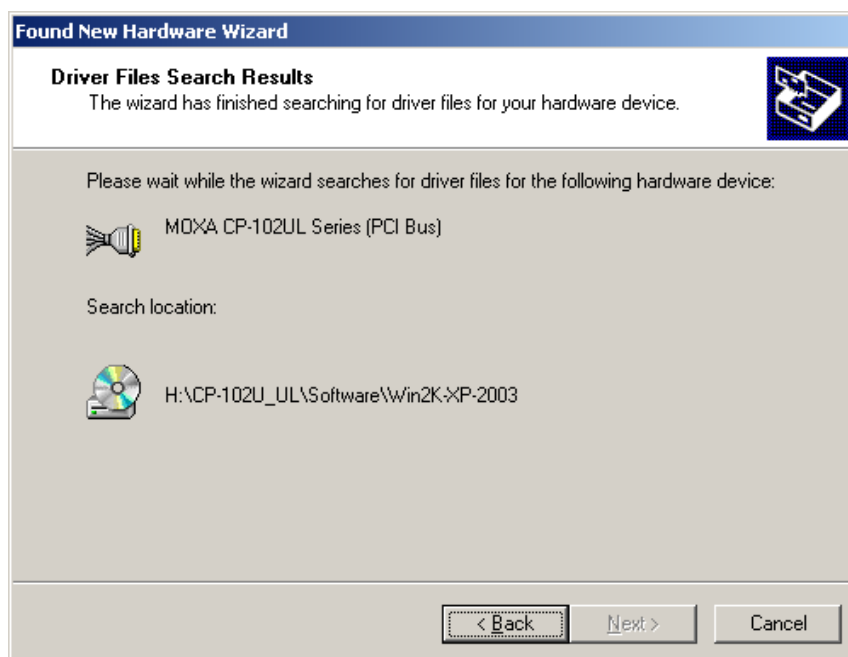 Found New Hardware Wizard
Driver Files Search Results
The wizard has finished searching for driver files for your hardware device.
Please wait while the wizard searches for driver files for the following hardware device:
MOXA CP-102UL Series (PCI Bus)
Search location:
H:\CP-102U_UL\Software\Win2K-XP-2003
< Back
Next >
Cancel